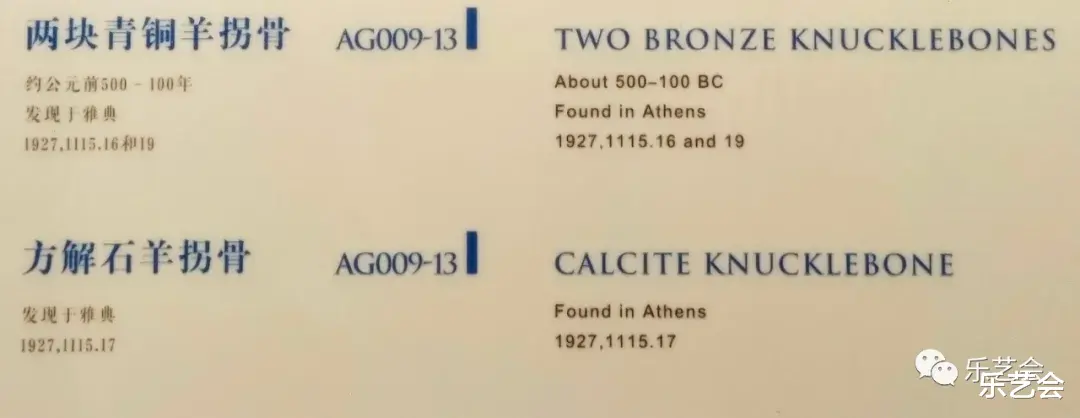 两块青铜羊拐骨 AG009-13 TWO BRONZE KNUCKLEBONES
约公元前500–100年 About 500–100 BC
发现于雅典 Found in Athens
1927,1115.16和19 1927,1115.16 and 19
方解石羊拐骨 AG009-13 CALCITE KNUCKLEBONE
发现于雅典 Found in Athens
1927,1115.17 1927,1115.17
乐艺会
乐艺会